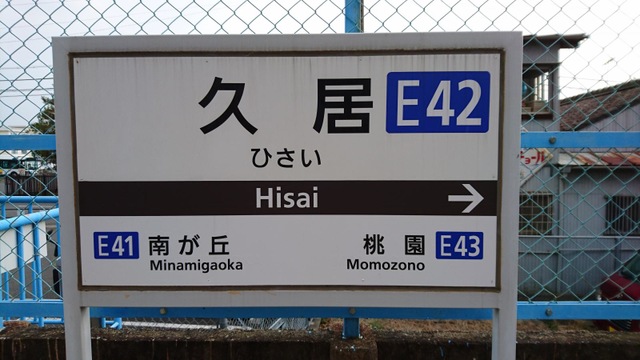 久居 E42
ひさい
Hisai →
E41 南が丘 桃園 E43
Minamigaoka Momozono